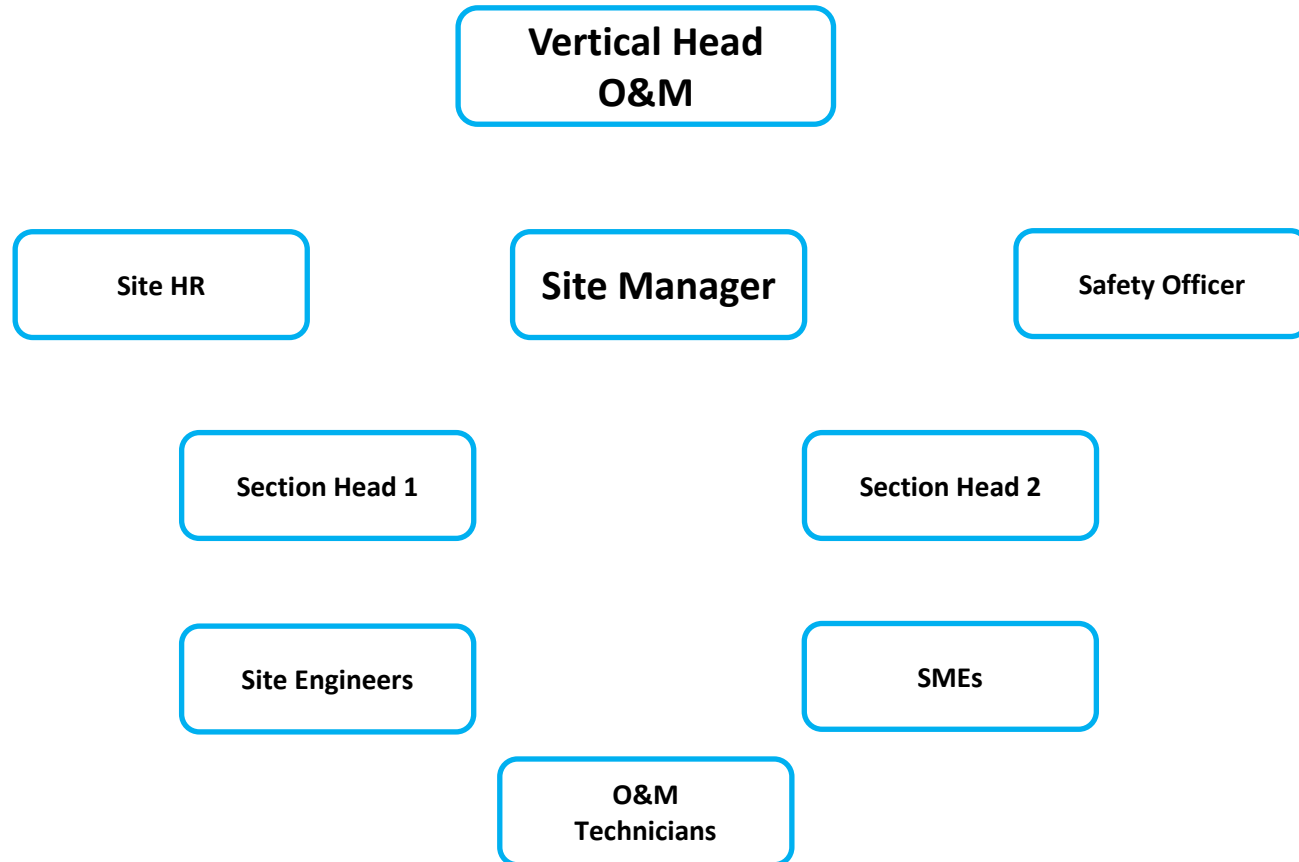 Vertical Head
O&M
Site HR
Site Manager
Safety Officer
Section Head 1
Section Head 2
Site Engineers
SMEs
O&M
Technicians